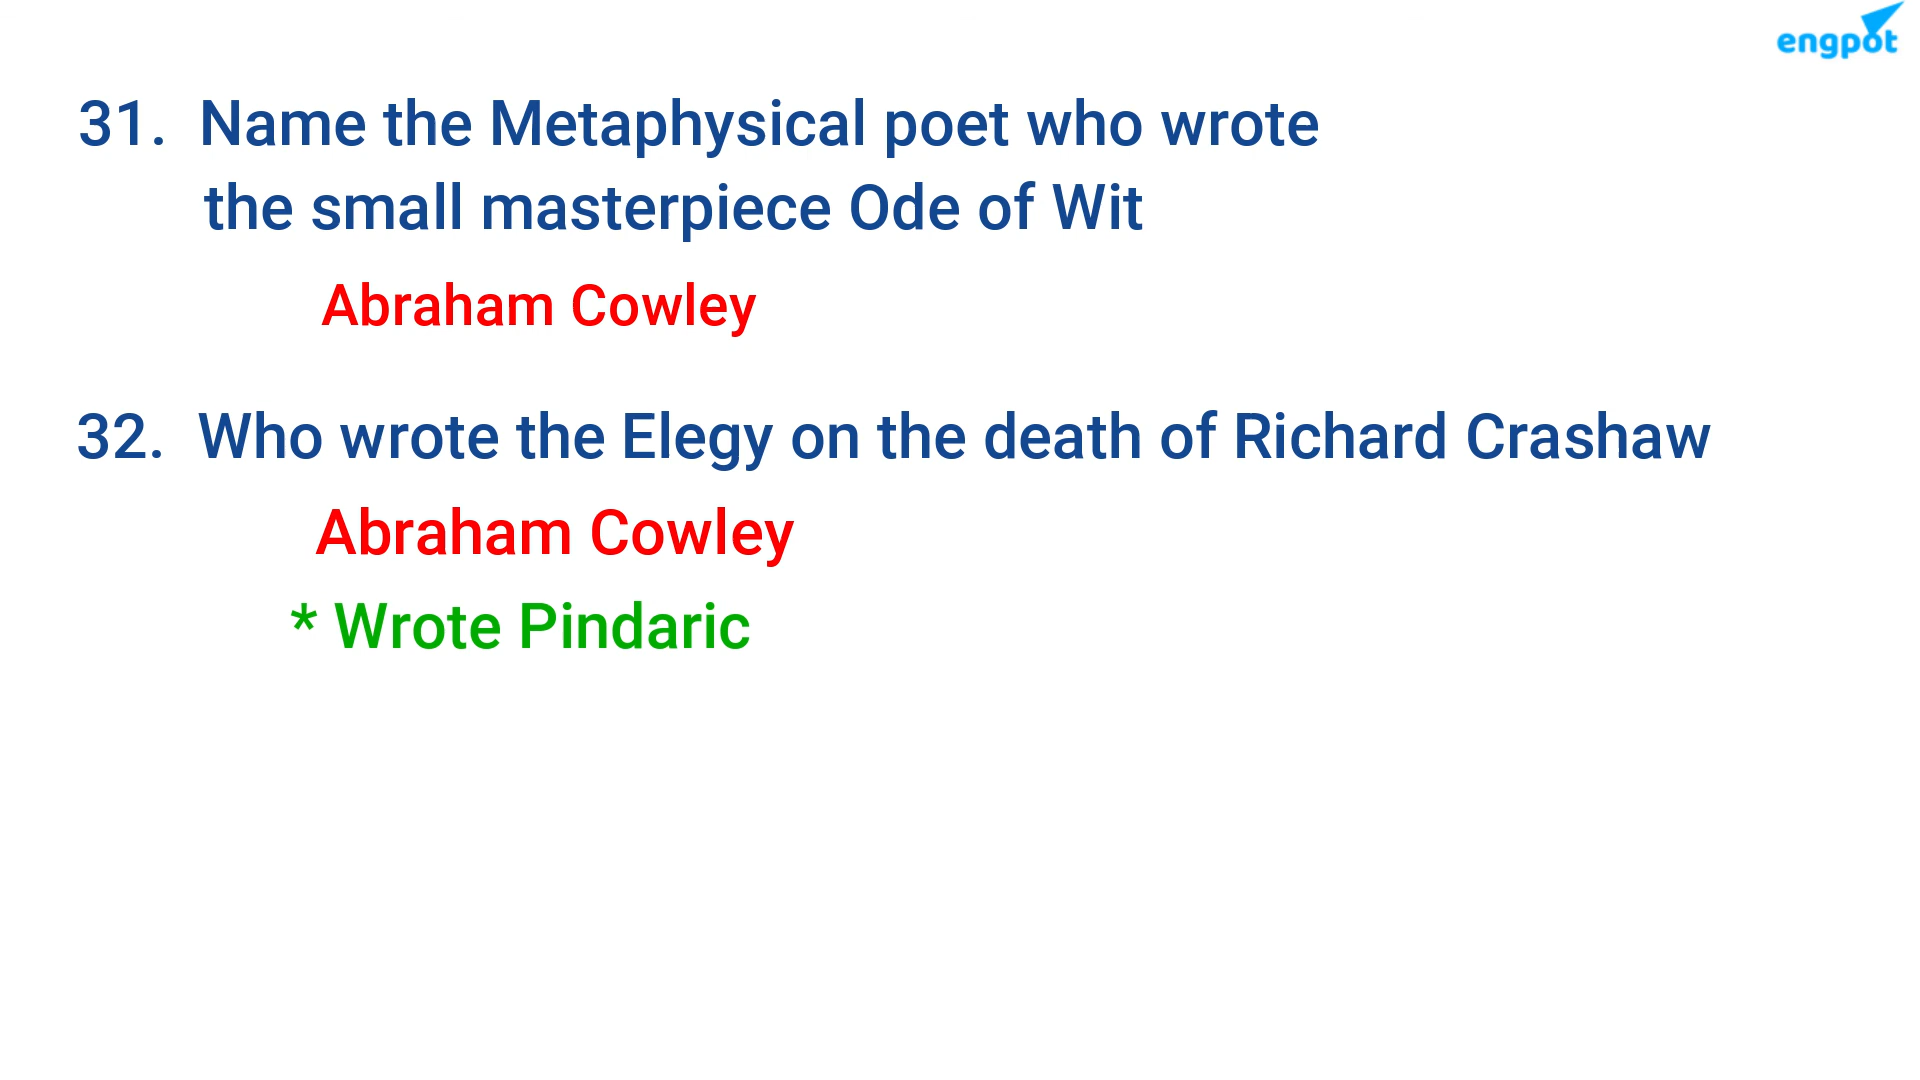 engpot
31. Name the Metaphysical poet who wrote
the small masterpiece Ode of Wit
Abraham Cowley
32. Who wrote the Elegy on the death of Richard Crashaw
Abraham Cowley
* Wrote Pindaric